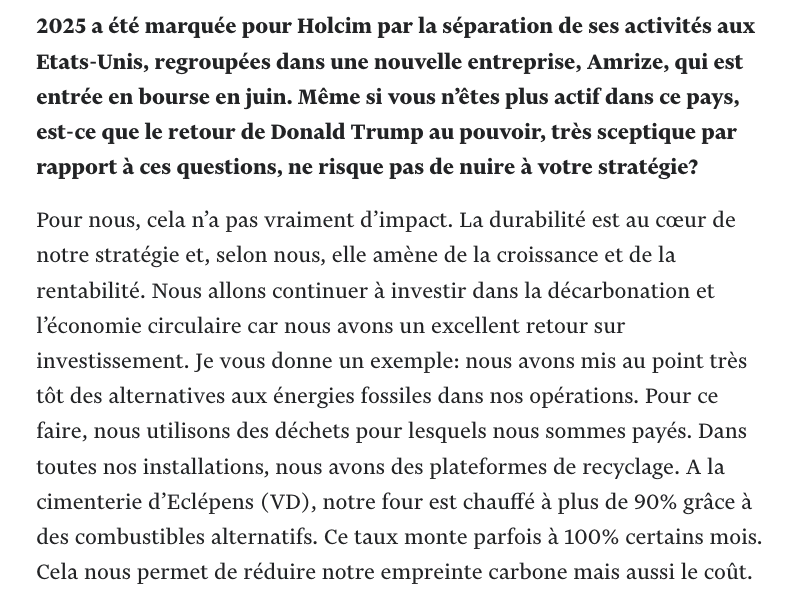 2025 a été marquée pour Holcim par la séparation de ses activités aux
Etats-Unis, regroupées dans une nouvelle entreprise, Amrize, qui est
entrée en bourse en juin. Même si vous n’êtes plus actif dans ce pays,
est-ce que le retour de Donald Trump au pouvoir, très sceptique par
rapport à ces questions, ne risque pas de nuire à votre stratégie?
Pour nous, cela n’a pas vraiment d’impact. La durabilité est au cœur de
notre stratégie et, selon nous, elle amène de la croissance et de la
rentabilité. Nous allons continuer à investir dans la décarbonation et
l’économie circulaire car nous avons un excellent retour sur
investissement. Je vous donne un exemple: nous avons mis au point très
tôt des alternatives aux énergies fossiles dans nos opérations. Pour ce
faire, nous utilisons des déchets pour lesquels nous sommes payés. Dans
toutes nos installations, nous avons des plateformes de recyclage. A la
cimenterie d’Eclépens (VD), notre four est chauffé à plus de 90% grâce à
des combustibles alternatifs. Ce taux monte parfois à 100% certains mois.
Cela nous permet de réduire notre empreinte carbone mais aussi le coût.